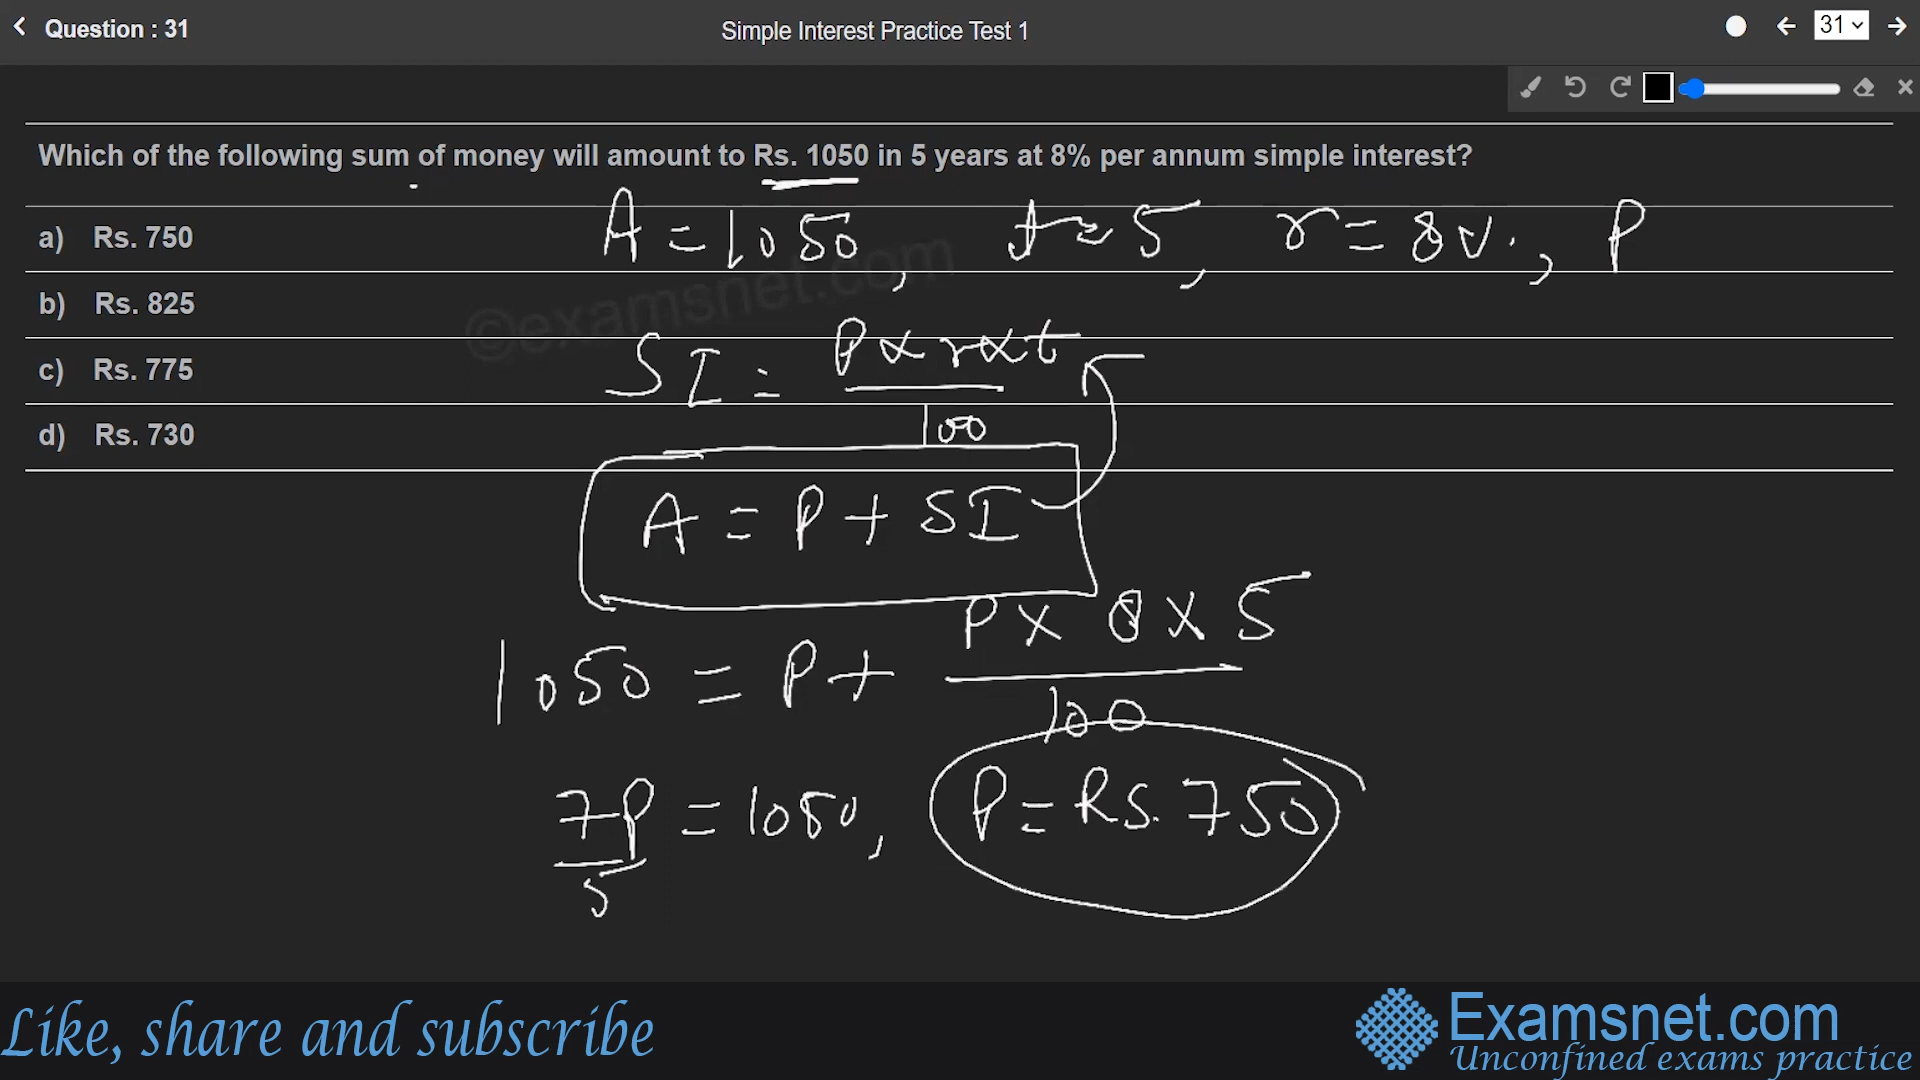 Question : 31
Simple Interest Practice Test 1
31
Which of the following sum of money will amount to Rs. 1050 in 5 years at 8% per annum simple interest?
A = 1050, t = 5, r = 8%, P
a) Rs. 750
©examsnet.com
b) Rs. 825
SI = P x r x t
c) Rs. 775
100
d) Rs. 730
A = P + SI
1050 = P + P x 8 x 5
100
7P = 1050, P = Rs. 750
5
Like, share and subscribe
Examsnet.com
Unconfined exams practice